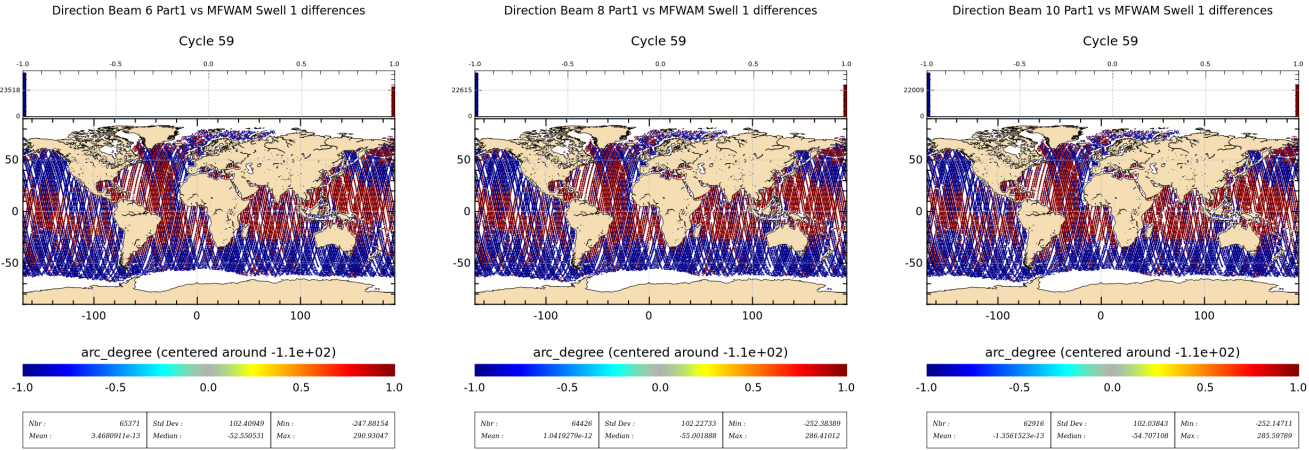 Direction Beam 6 Part1 vs MFWAM Swell 1 differences
Cycle 59
-1.0 -0.5 0.0 0.5 1.0
23518
0
50
0
-50
-100 0 100
arc_degree (centered around -1.1e+02)
-1.0 -0.5 0.0 0.5 1.0
Nbr : 65371 Std Dev : 102.40949 Min : -247.88154
Mean : 3.4680911e-13 Median : -52.550531 Max : 290.93047
Direction Beam 8 Part1 vs MFWAM Swell 1 differences
Cycle 59
-1.0 -0.5 0.0 0.5 1.0
22615
0
50
0
-50
-100 0 100
arc_degree (centered around -1.1e+02)
-1.0 -0.5 0.0 0.5 1.0
Nbr : 64426 Std Dev : 102.22733 Min : -252.38389
Mean : 1.0419279e-12 Median : -55.001888 Max : 286.41012
Direction Beam 10 Part1 vs MFWAM Swell 1 differences
Cycle 59
-1.0 -0.5 0.0 0.5 1.0
22009
0
50
0
-50
-100 0 100
arc_degree (centered around -1.1e+02)
-1.0 -0.5 0.0 0.5 1.0
Nbr : 62916 Std Dev : 102.03843 Min : -252.14711
Mean : -1.3561523e-13 Median : -54.707108 Max : 285.59789